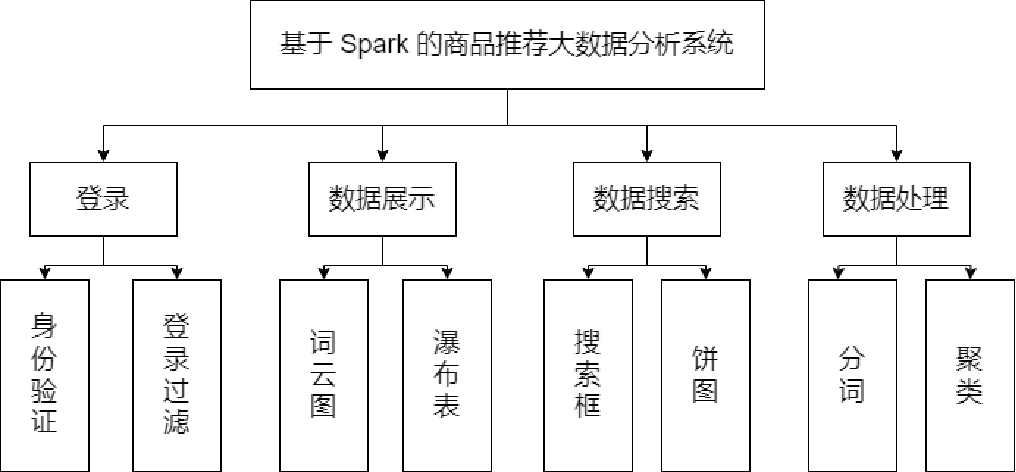 基于 Spark 的商品推荐大数据分析系统
登录
数据展示
数据搜索
数据处理
身份验证
登录过滤
词云图
瀑布表
搜索框
饼图
分词
聚类